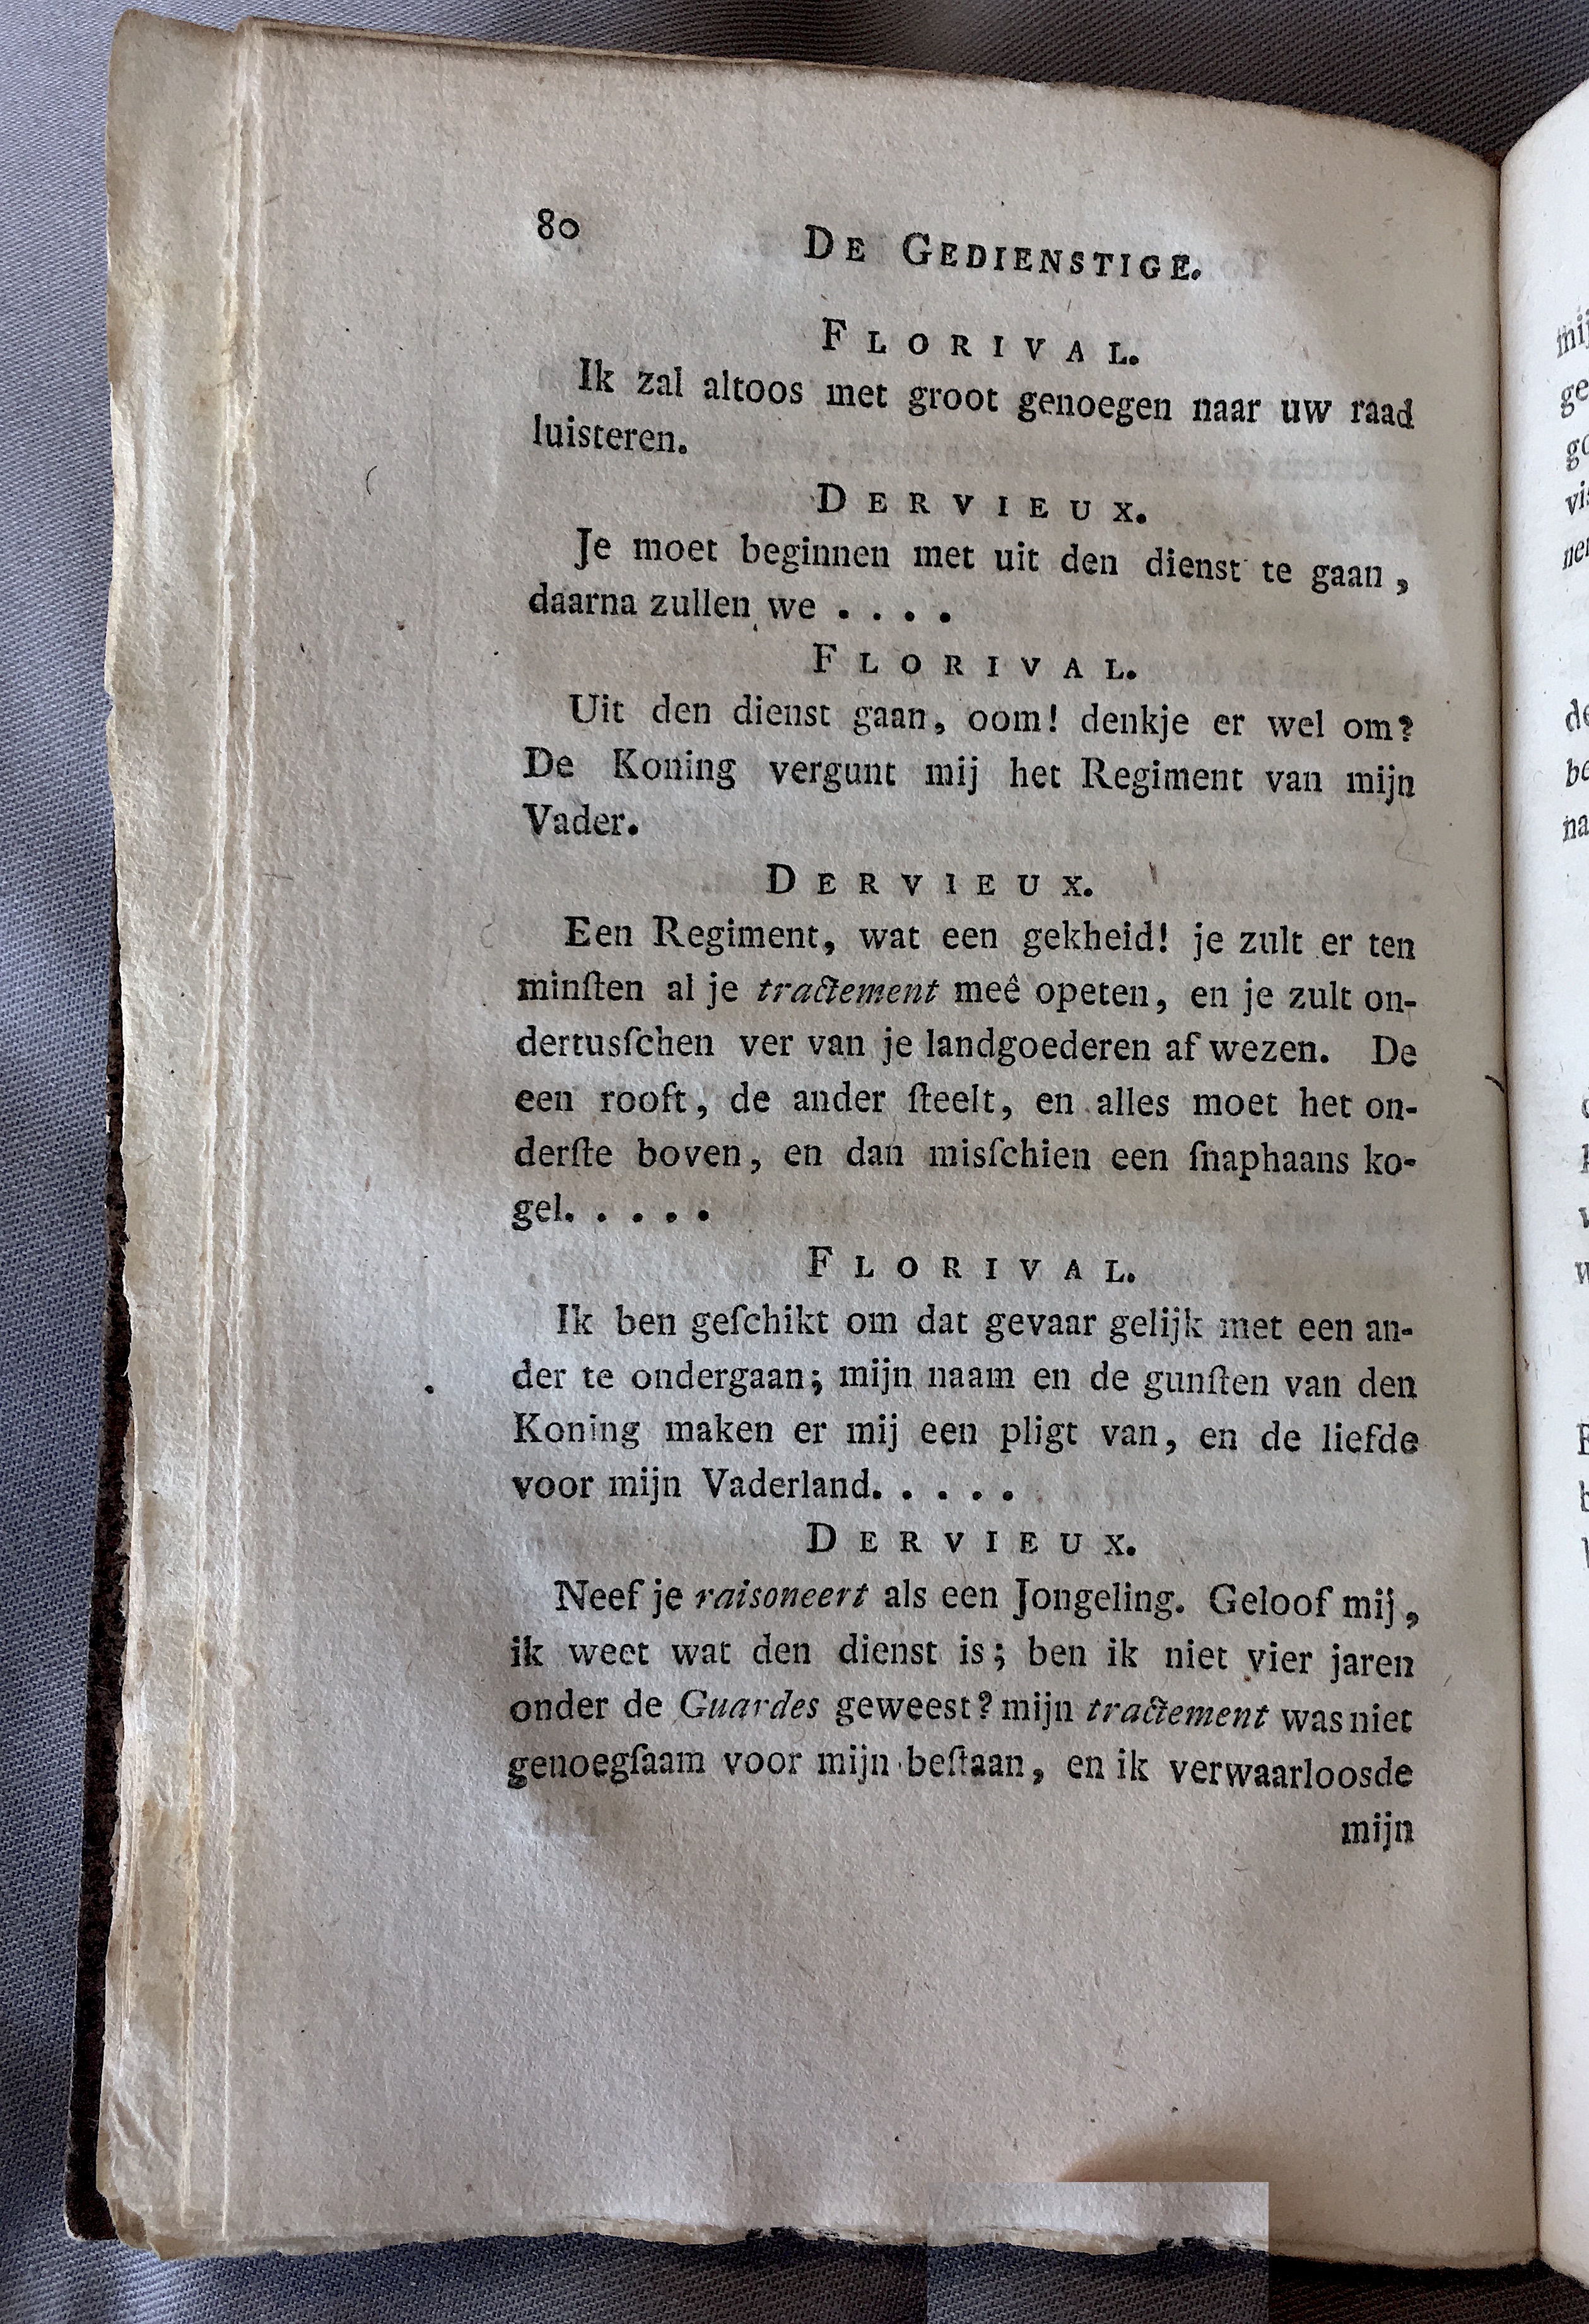 80 DE GEDIENSTIGE.
FLORIVAL.
Ik zal altoos met groot genoegen naar uw raad
luisteren.
DERVIEUX.
Je moet beginnen met uit den dienst te gaan,
daarna zullen we . . . .
FLORIVAL.
Uit den dienst gaan, oom! denkje er wel om?
De Koning vergunt mij het Regiment van mijn
Vader.
DERVIEUX.
Een Regiment, wat een gekheid! je zult er ten
minſten al je tractement meê opeten, en je zult on-
dertusſchen ver van je landgoederen af wezen. De
een rooft, de ander ſteelt, en alles moet het on-
derſte boven, en dan misſchien een ſnaphaans ko-
gel. . . . . .
FLORIVAL.
Ik ben geſchikt om dat gevaar gelijk met een an-
der te ondergaan; mijn naam en de gunſten van den
Koning maken er mij een pligt van, en de liefde
voor mijn Vaderland. . . . . .
DERVIEUX.
Neef je raisoneert als een Jongeling. Geloof mij,
ik weet wat den dienst is; ben ik niet vier jaren
onder de Guardes geweest? mijn tractement was niet
genoegſaam voor mijn beſtaan, en ik verwaarloosde
mijn